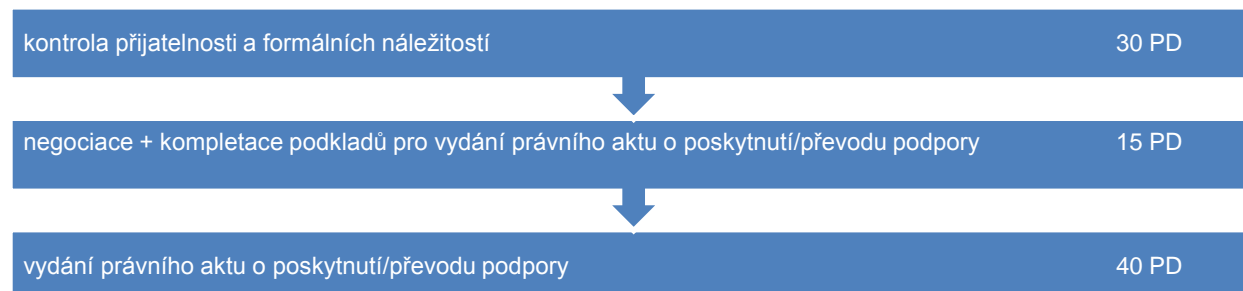 kontrola přijatelnosti a formálních náležitostí 30 PD
negociace + kompletace podkladů pro vydání právního aktu o poskytnutí/převodu podpory 15 PD
vydání právního aktu o poskytnutí/převodu podpory 40 PD